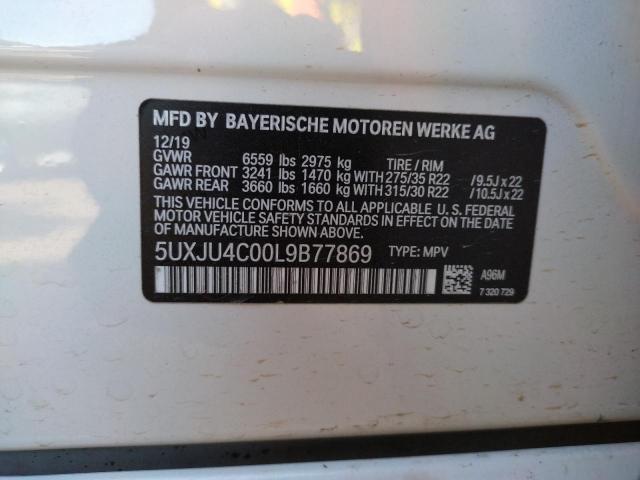 MFD BY BAYERISCHE MOTOREN WERKE AG
12/19
GVWR 6559 lbs 2975 kg TIRE / RIM
GAWR FRONT 3241 lbs 1470 kg WITH 275/35 R22 /9.5J x 22
GAWR REAR 3660 lbs 1660 kg WITH 315/30 R22 /10.5J x 22
THIS VEHICLE CONFORMS TO ALL APPLICABLE U. S. FEDERAL
MOTOR VEHICLE SAFETY STANDARDS IN EFFECT ON THE
DATE OF MANUFACTURE SHOWN ABOVE.
5UXJU4C00L9B77869 TYPE: MPV
A96M
7 320 729